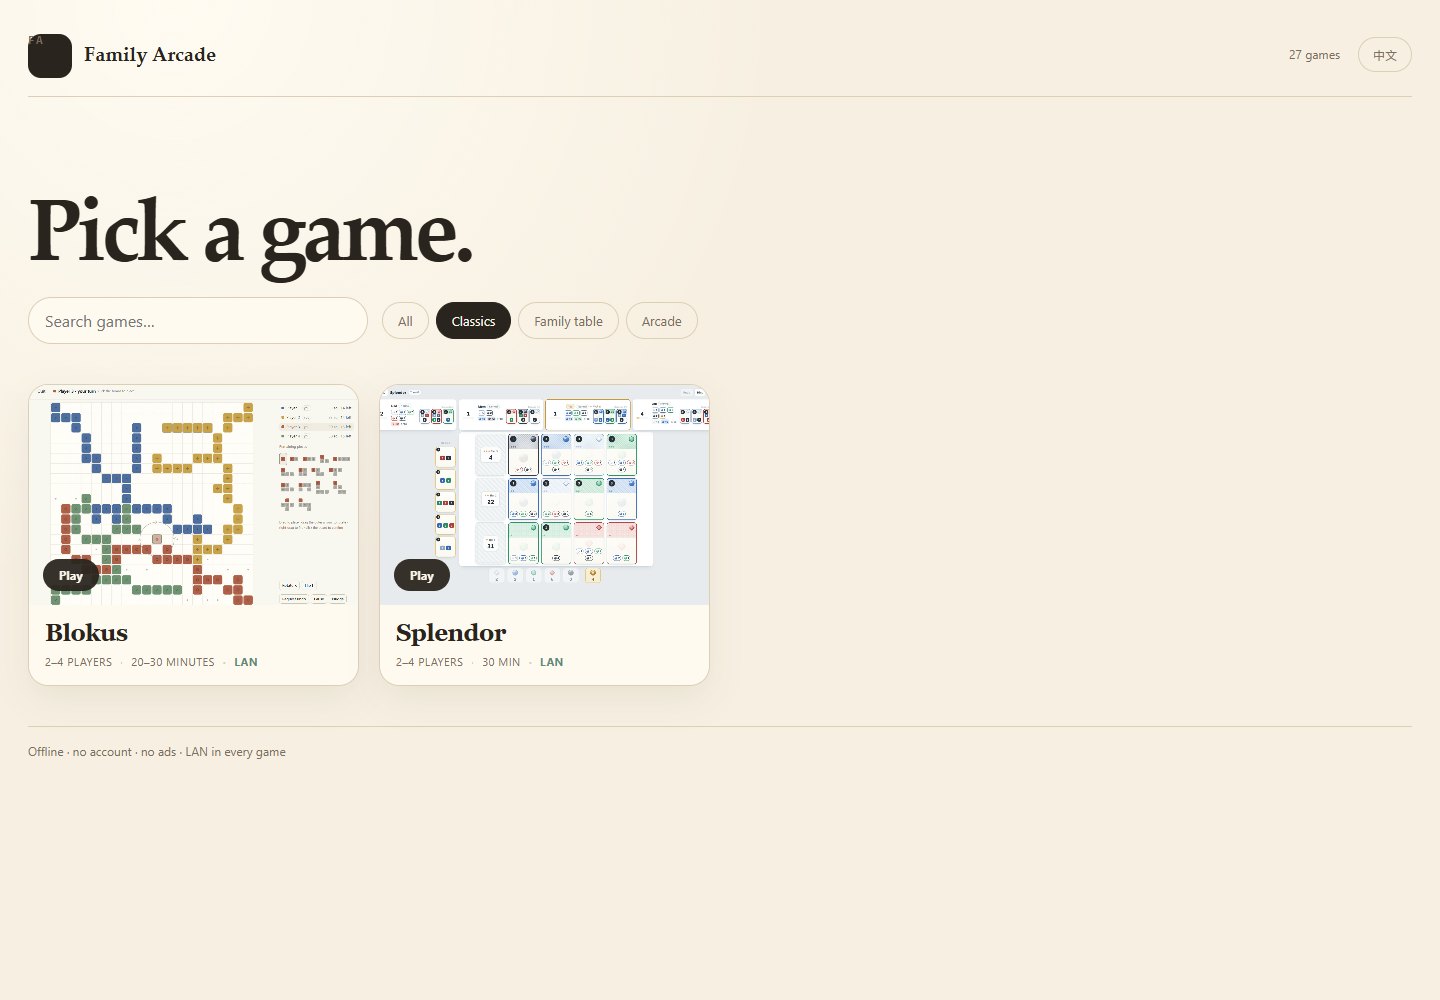 FA
Family Arcade
27 games
中文
Pick a game.
Search games...
All
Classics
Family table
Arcade
Play
Blokus
2–4 PLAYERS · 20–30 MINUTES · LAN
Splendor
Play
Splendor
2–4 PLAYERS · 30 MIN · LAN
Offline · no account · no ads · LAN in every game